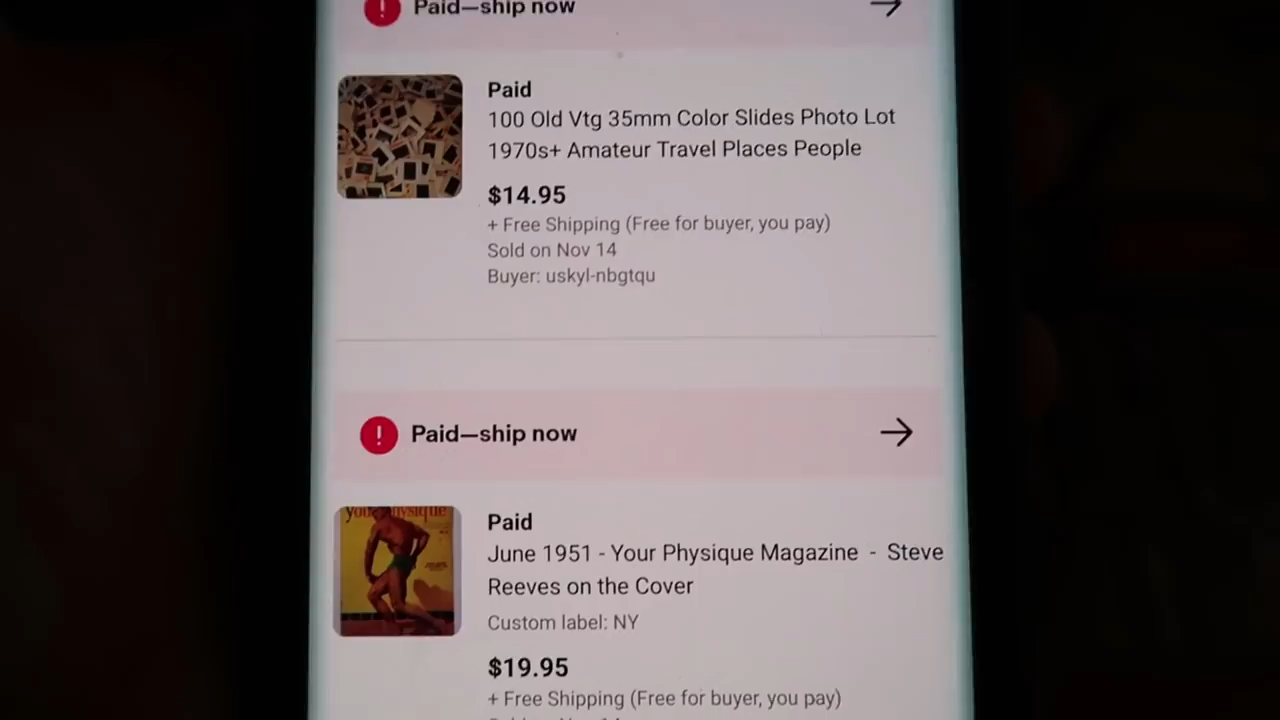 Paid—ship now
Paid
100 Old Vtg 35mm Color Slides Photo Lot
1970s+ Amateur Travel Places People
$14.95
+ Free Shipping (Free for buyer, you pay)
Sold on Nov 14
Buyer: uskyl-nbgtqu
Paid—ship now
Paid
June 1951 - Your Physique Magazine - Steve
Reeves on the Cover
Custom label: NY
$19.95
+ Free Shipping (Free for buyer, you pay)